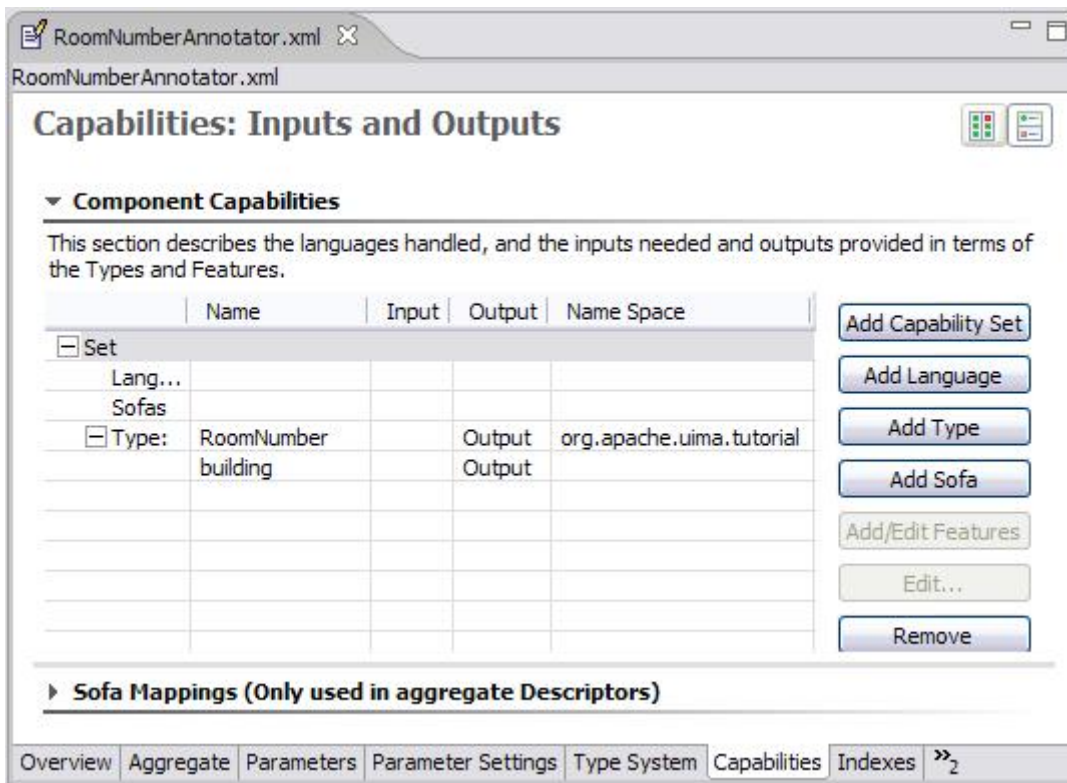 RoomNumberAnnotator.xml
RoomNumberAnnotator.xml
Capabilities: Inputs and Outputs
Component Capabilities
This section describes the languages handled, and the inputs needed and outputs provided in terms of
the Types and Features.
Name Input Output Name Space
Set
Lang...
Sofas
Type: RoomNumber Output org.apache.uima.tutorial
building Output
Add Capability Set
Add Language
Add Type
Add Sofa
Add/Edit Features
Edit...
Remove
Sofa Mappings (Only used in aggregate Descriptors)
Overview Aggregate Parameters Parameter Settings Type System Capabilities Indexes »2